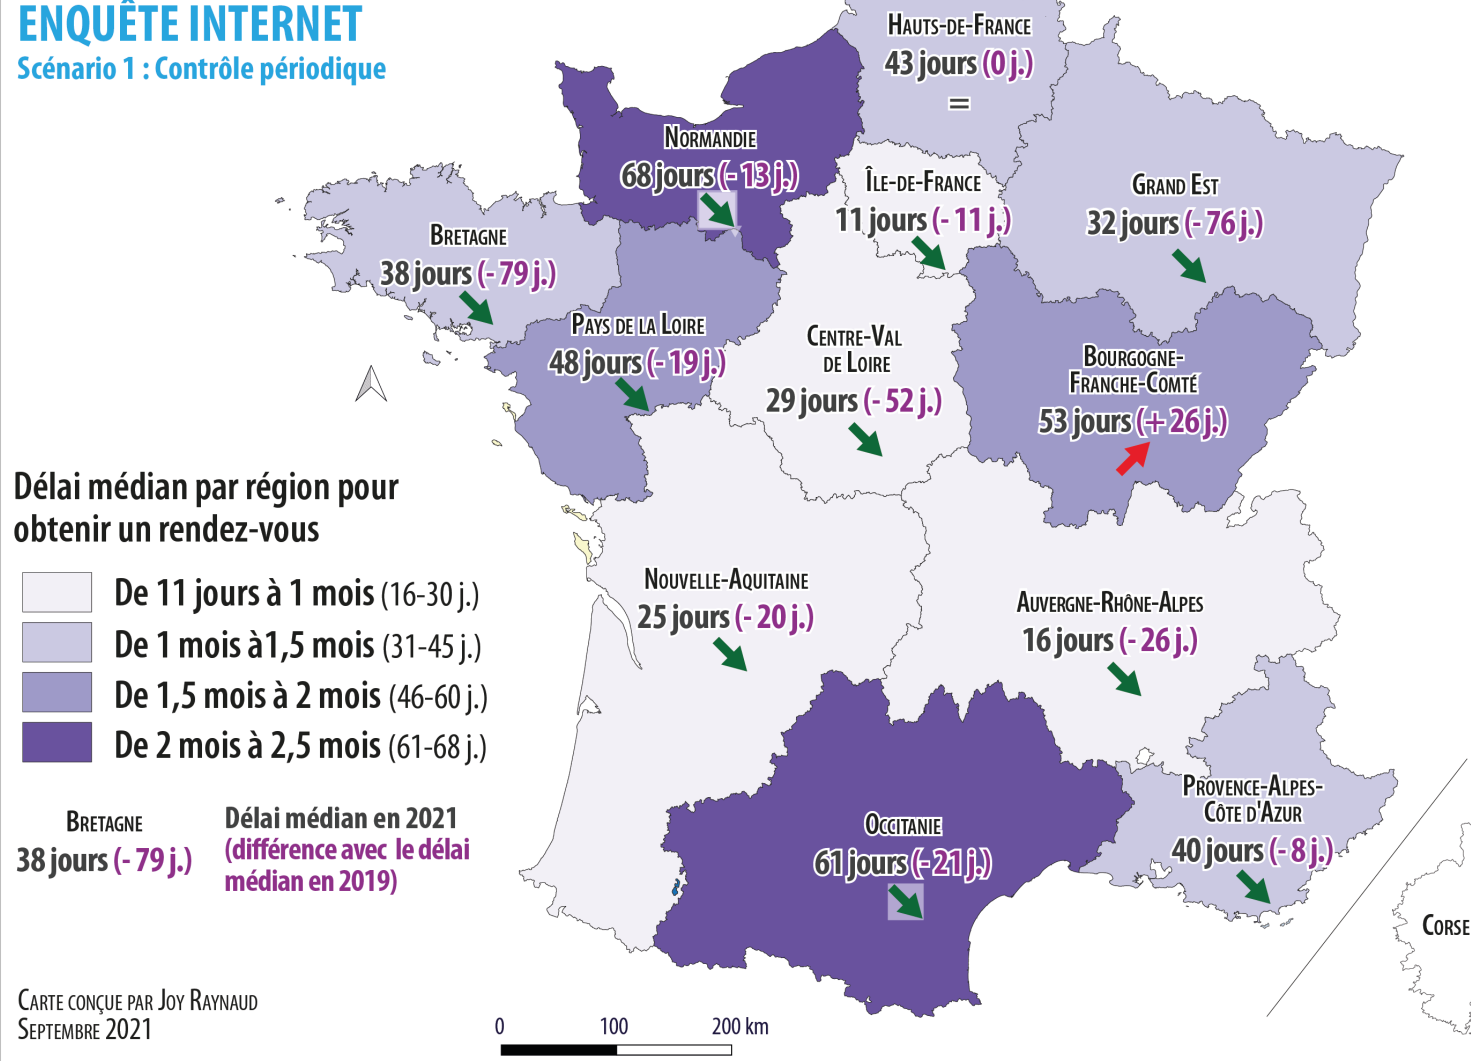 ENQUÊTE INTERNET
Scénario 1 : Contrôle périodique
HAUTS-DE-FRANCE
43 jours (0 j.)
=
NORMANDIE
68 jours (- 13 j.)
ÎLE-DE-FRANCE
11 jours (- 11 j.)
GRAND EST
32 jours (- 76 j.)
BRETAGNE
38 jours (- 79 j.)
PAYS DE LA LOIRE
48 jours (- 19 j.)
CENTRE-VAL
DE LOIRE
29 jours (- 52 j.)
BOURGOGNE-
FRANCHE-COMTÉ
53 jours (+ 26 j.)
Délai médian par région pour
obtenir un rendez-vous
De 11 jours à 1 mois (16-30 j.)
De 1 mois à1,5 mois (31-45 j.)
De 1,5 mois à 2 mois (46-60 j.)
De 2 mois à 2,5 mois (61-68 j.)
NOUVELLE-AQUITAINE
25 jours (- 20 j.)
AUVERGNE-RHÔNE-ALPES
16 jours (- 26 j.)
PROVENCE-ALPES-
CÔTE D'AZUR
40 jours (- 8 j.)
OCCITANIE
61 jours (- 21 j.)
CORSE
BRETAGNE
38 jours (- 79 j.)
Délai médian en 2021
(différence avec le délai
médian en 2019)
CARTE CONÇUE PAR JOY RAYNAUD
SEPTEMBRE 2021
0 100 200 km